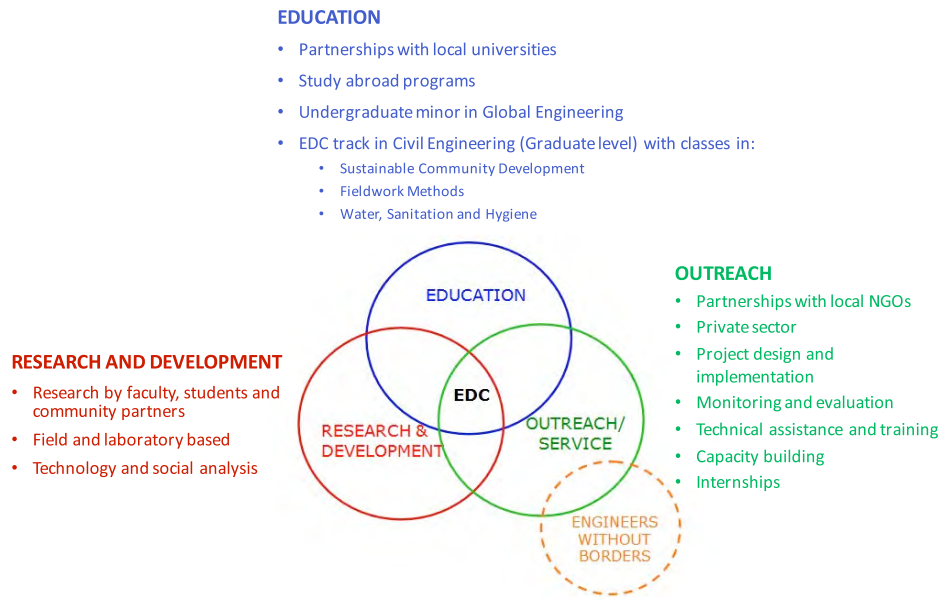 EDUCATION
• Partnerships with local universities
• Study abroad programs
• Undergraduate minor in Global Engineering
• EDC track in Civil Engineering (Graduate level) with classes in:
• Sustainable Community Development
• Fieldwork Methods
• Water, Sanitation and Hygiene
EDUCATION
OUTREACH
• Partnerships with local NGOs
• Private sector
• Project design and
implementation
• Monitoring and evaluation
• Technical assistance and training
• Capacity building
• Internships
RESEARCH AND DEVELOPMENT
• Research by faculty, students and
community partners
• Field and laboratory based
• Technology and social analysis
EDC
RESEARCH &
DEVELOPMENT
OUTREACH/
SERVICE
ENGINEERS
WITHOUT
BORDERS